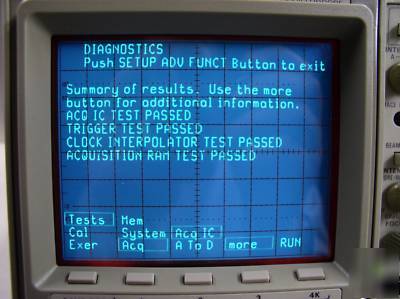 DIAGNOSTICS
Push SETUP ADV FUNCT Button to exit
Summary of results. Use the more
button for additional information.
ACQ IC TEST PASSED
TRIGGER TEST PASSED
CLOCK INTERPOLATOR TEST PASSED
ACQUISITION RAM TEST PASSED
Tests Mem
Cal System Acq IC
Exer Acq A To D more RUN
4K